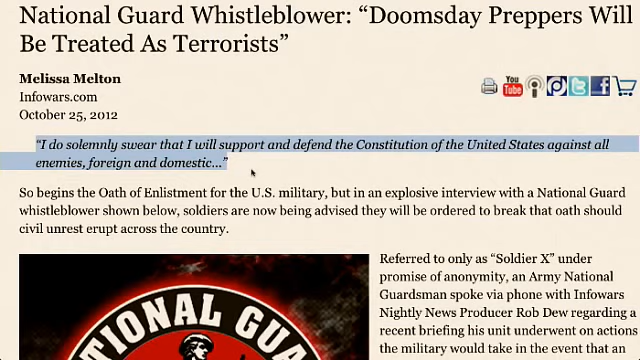 National Guard Whistleblower: “Doomsday Preppers Will
Be Treated As Terrorists”
Melissa Melton
Infowars.com
October 25, 2012
You
Tube
“I do solemnly swear that I will support and defend the Constitution of the United States against all
enemies, foreign and domestic...”
So begins the Oath of Enlistment for the U.S. military, but in an explosive interview with a National Guard
whistleblower shown below, soldiers are now being advised they will be ordered to break that oath should
civil unrest erupt across the country.
Referred to only as “Soldier X” under
promise of anonymity, an Army National
Guardsman spoke via phone with Infowars
Nightly News Producer Rob Dew regarding a
recent briefing his unit underwent on actions
the military would take in the event that an
NATIONAL GUA